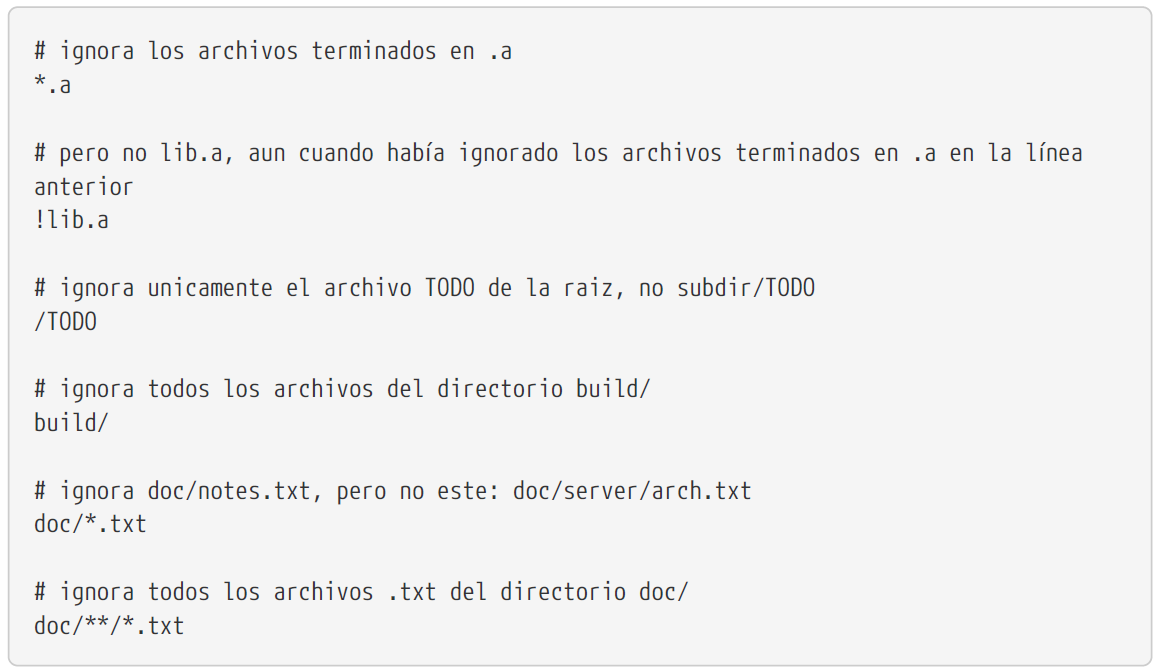 # ignora los archivos terminados en .a
*.a
# pero no lib.a, aun cuando había ignorado los archivos terminados en .a en la línea
anterior
!lib.a
# ignora unicamente el archivo TODO de la raiz, no subdir/TODO
/TODO
# ignora todos los archivos del directorio build/
build/
# ignora doc/notes.txt, pero no este: doc/server/arch.txt
doc/*.txt
# ignora todos los archivos .txt del directorio doc/
doc/**/*.txt